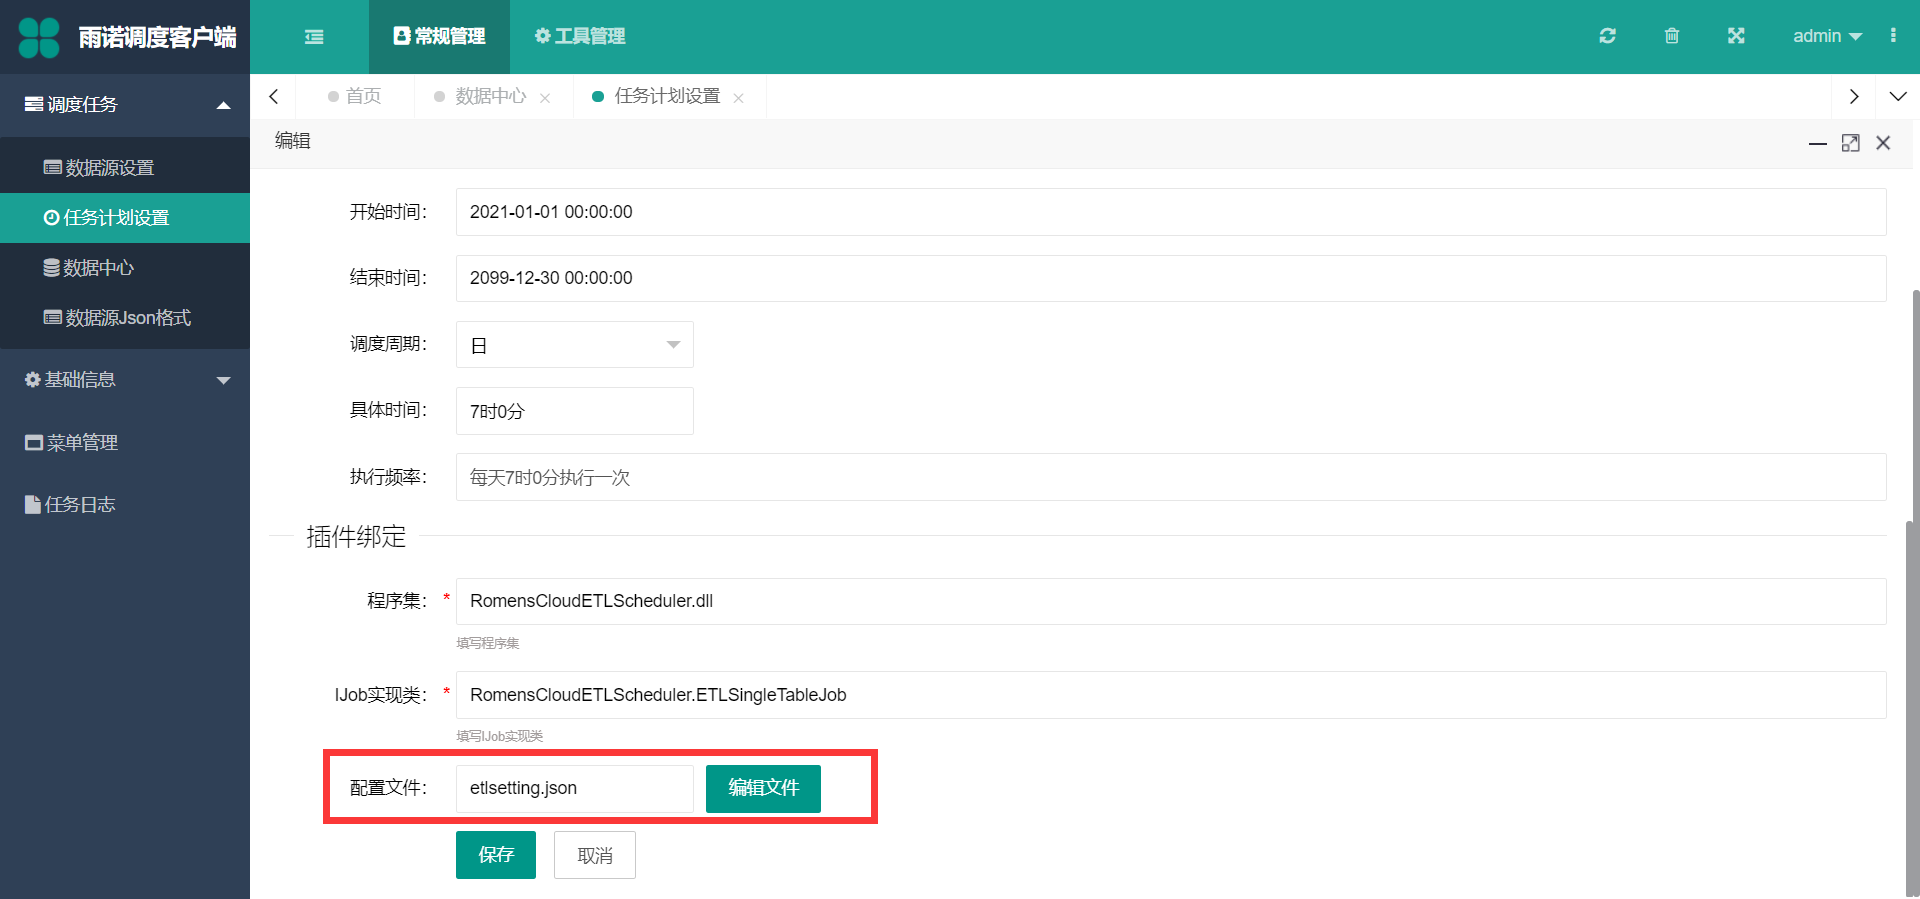 雨诺调度客户端
常规管理
工具管理
admin
调度任务
数据源设置
任务计划设置
数据中心
数据源Json格式
基础信息
菜单管理
任务日志
首页
数据中心
任务计划设置
编辑
开始时间：
2021-01-01 00:00:00
结束时间：
2099-12-30 00:00:00
调度周期：
日
具体时间：
7时0分
执行频率：
每天7时0分执行一次
插件绑定
程序集： *
RomensCloudETLScheduler.dll
填写程序集
IJob实现类： *
RomensCloudETLScheduler.ETLSingleTableJob
填写IJob实现类
配置文件：
etlsetting.json
编辑文件
保存
取消